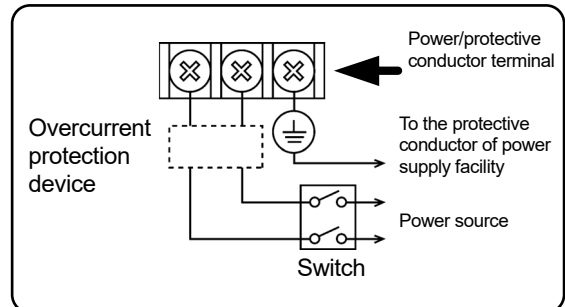 Power/protective
conductor terminal
Overcurrent
protection
device
To the protective
conductor of power
supply facility
Power source
Switch